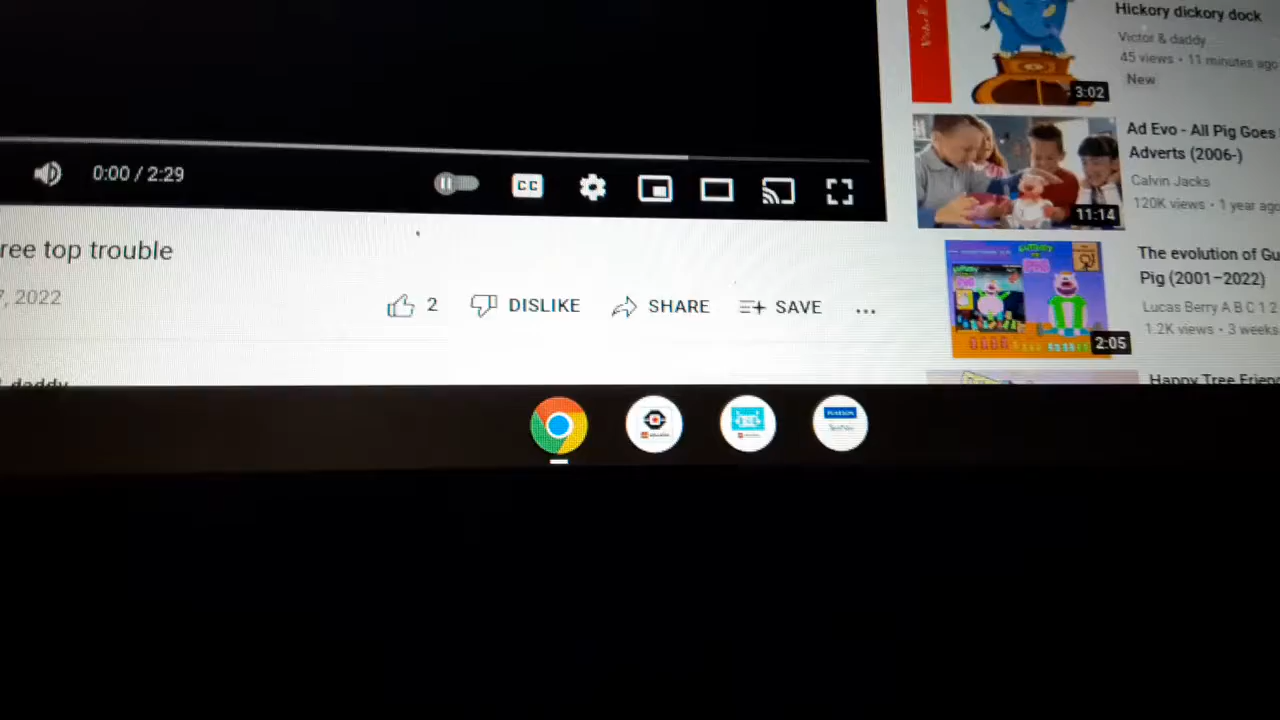 Hickory dickory dock
Victor & daddy
45 views • 11 minutes ago
New
3:02
Ad Evo - All Pig Goes
Adverts (2006-)
Calvin Jacks
120K views • 1 year ago
11:14
The evolution of Gu
Pig (2001–2022)
Lucas Berry A B C 1 2
1.2K views • 3 weeks
2:05
Happy Tree Frien
0:00 / 2:29
CC
ree top trouble
7, 2022
2 DISLIKE SHARE SAVE ...
daddy
PEARSON